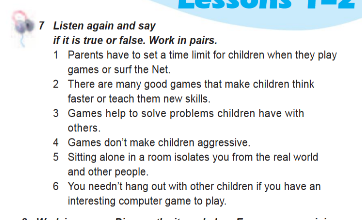 Lessons 1–2
7 Listen again and say
if it is true or false. Work in pairs.
1 Parents have to set a time limit for children when they play
games or surf the Net.
2 There are many good games that make children think
faster or teach them new skills.
3 Games help to solve problems children have with
others.
4 Games don't make children aggressive.
5 Sitting alone in a room isolates you from the real world
and other people.
6 You needn't hang out with other children if you have an
interesting computer game to play.